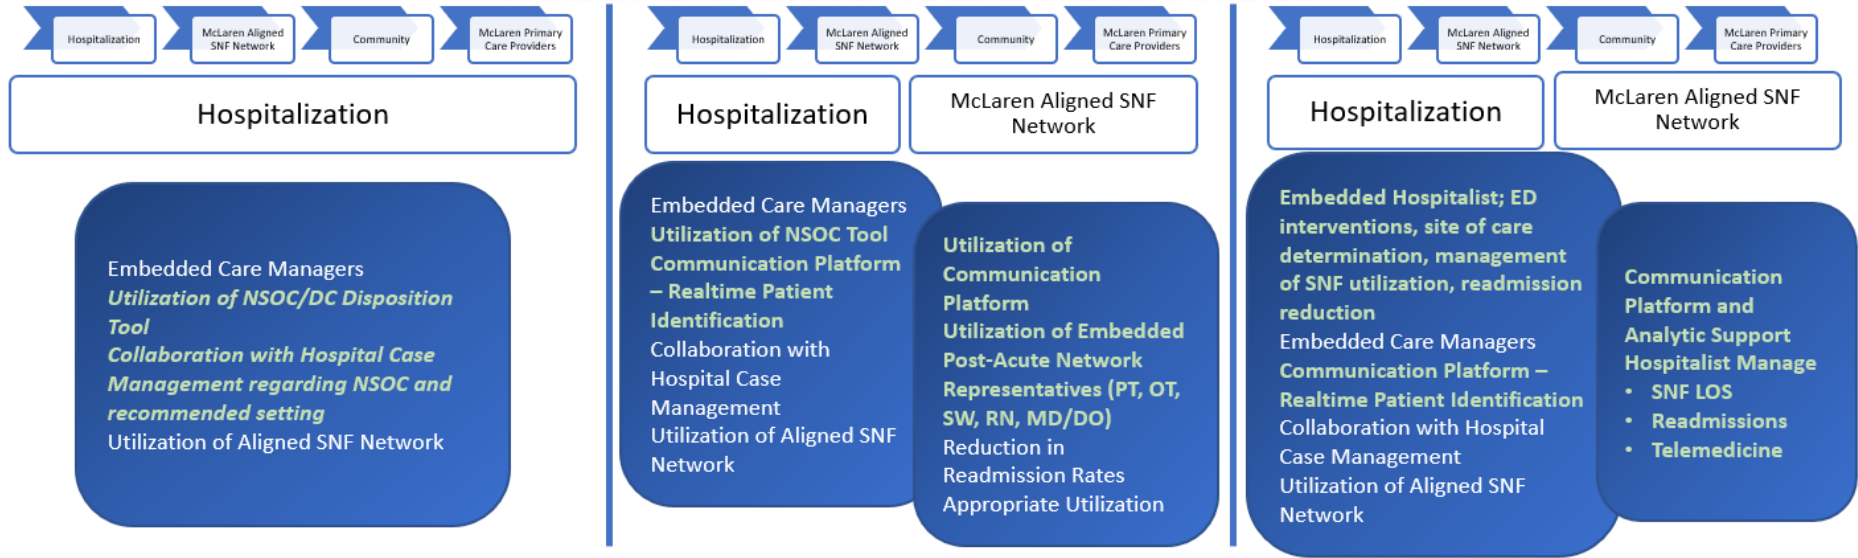 Hospitalization
McLaren Aligned
SNF Network
Community
McLaren Primary
Care Providers
Hospitalization
Embedded Care Managers
Utilization of NSOC/DC Disposition
Tool
Collaboration with Hospital Case
Management regarding NSOC and
recommended setting
Utilization of Aligned SNF Network
Hospitalization
McLaren Aligned
SNF Network
Community
McLaren Primary
Care Providers
Hospitalization
McLaren Aligned SNF
Network
Embedded Care Managers
Utilization of NSOC Tool
Communication Platform
– Realtime Patient
Identification
Collaboration with
Hospital Case
Management
Utilization of Aligned SNF
Network
Utilization of
Communication
Platform
Utilization of Embedded
Post-Acute Network
Representatives (PT, OT,
SW, RN, MD/DO)
Reduction in
Readmission Rates
Appropriate Utilization
Hospitalization
McLaren Aligned
SNF Network
Community
McLaren Primary
Care Providers
Hospitalization
McLaren Aligned SNF
Network
Embedded Hospitalist; ED
interventions, site of care
determination, management
of SNF utilization, readmission
reduction
Embedded Care Managers
Communication Platform –
Realtime Patient Identification
Collaboration with Hospital
Case Management
Utilization of Aligned SNF
Network
Communication
Platform and
Analytic Support
Hospitalist Manage
• SNF LOS
• Readmissions
• Telemedicine